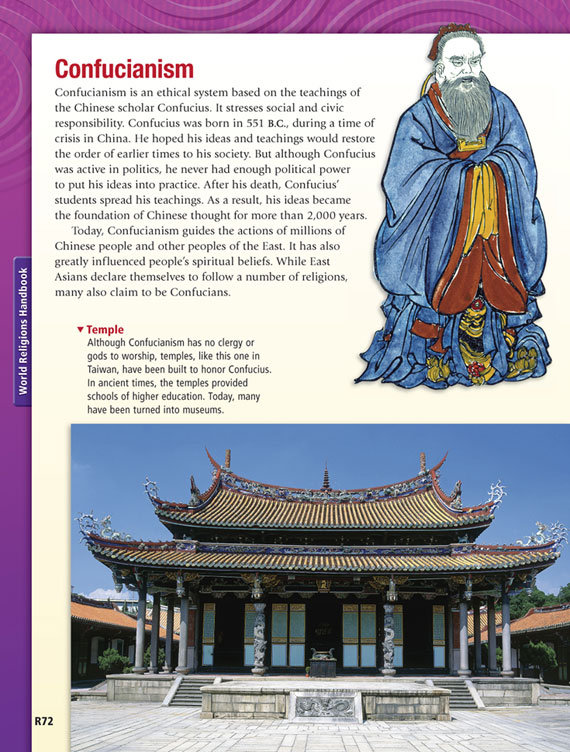 Confucianism
Confucianism is an ethical system based on the teachings of
the Chinese scholar Confucius. It stresses social and civic
responsibility. Confucius was born in 551 B.C., during a time of
crisis in China. He hoped his ideas and teachings would restore
the order of earlier times to his society. But although Confucius
was active in politics, he never had enough political power
to put his ideas into practice. After his death, Confucius’
students spread his teachings. As a result, his ideas became
the foundation of Chinese thought for more than 2,000 years.
Today, Confucianism guides the actions of millions of
Chinese people and other peoples of the East. It has also
greatly influenced people’s spiritual beliefs. While East
Asians declare themselves to follow a number of religions,
many also claim to be Confucians.
World Religions Handbook
▼ Temple
Although Confucianism has no clergy or
gods to worship, temples, like this one in
Taiwan, have been built to honor Confucius.
In ancient times, the temples provided
schools of higher education. Today, many
have been turned into museums.
R72